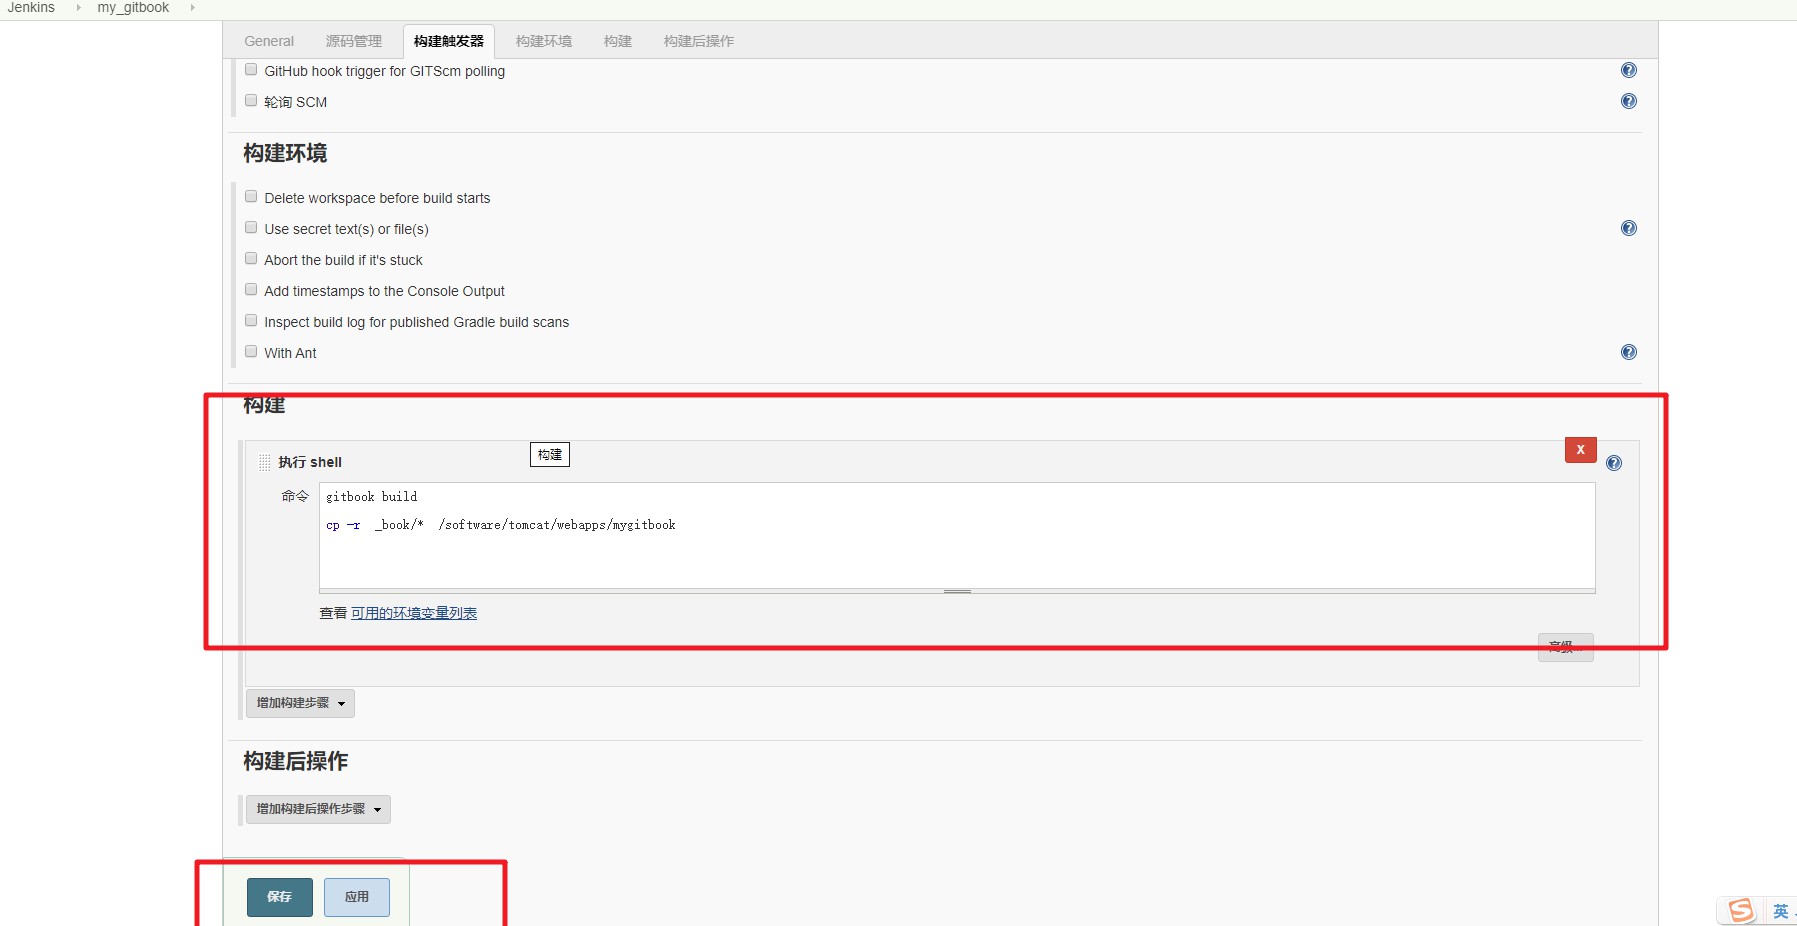 Jenkins my_gitbook
General 源码管理 构建触发器 构建环境 构建 构建后操作
GitHub hook trigger for GITScm polling
轮询 SCM
构建环境
Delete workspace before build starts
Use secret text(s) or file(s)
Abort the build if it's stuck
Add timestamps to the Console Output
Inspect build log for published Gradle build scans
With Ant
构建
执行 shell
构建
X
命令
gitbook build
cp -r _book/* /software/tomcat/webapps/mygitbook
查看 可用的环境变量列表
高级...
增加构建步骤
构建后操作
增加构建后操作步骤
保存 应用
英